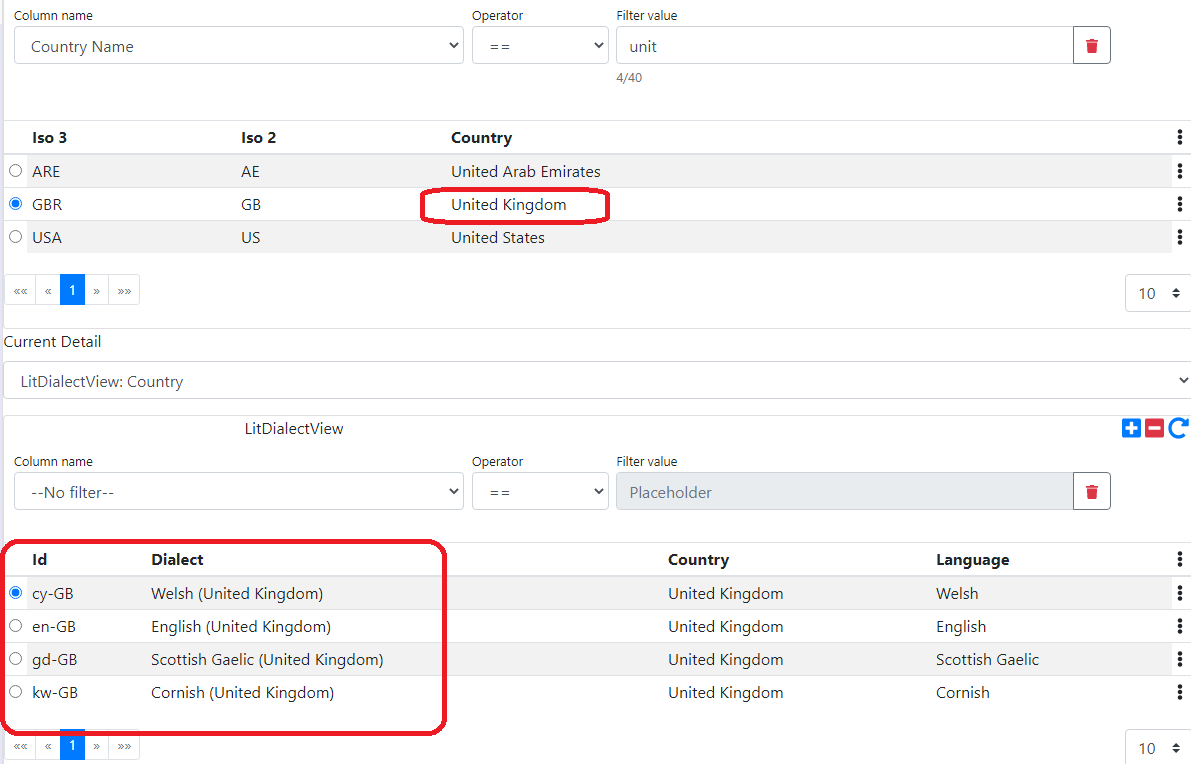 Column name Operator Filter value
Country Name == unit
4/40
Iso 3 Iso 2 Country
ARE AE United Arab Emirates
GBR GB United Kingdom
USA US United States
«« « 1 » »» 10
Current Detail
LitDialectView: Country
LitDialectView
Column name Operator Filter value
--No filter-- == Placeholder
Id Dialect Country Language
cy-GB Welsh (United Kingdom) United Kingdom Welsh
en-GB English (United Kingdom) United Kingdom English
gd-GB Scottish Gaelic (United Kingdom) United Kingdom Scottish Gaelic
kw-GB Cornish (United Kingdom) United Kingdom Cornish
«« « 1 » »» 10